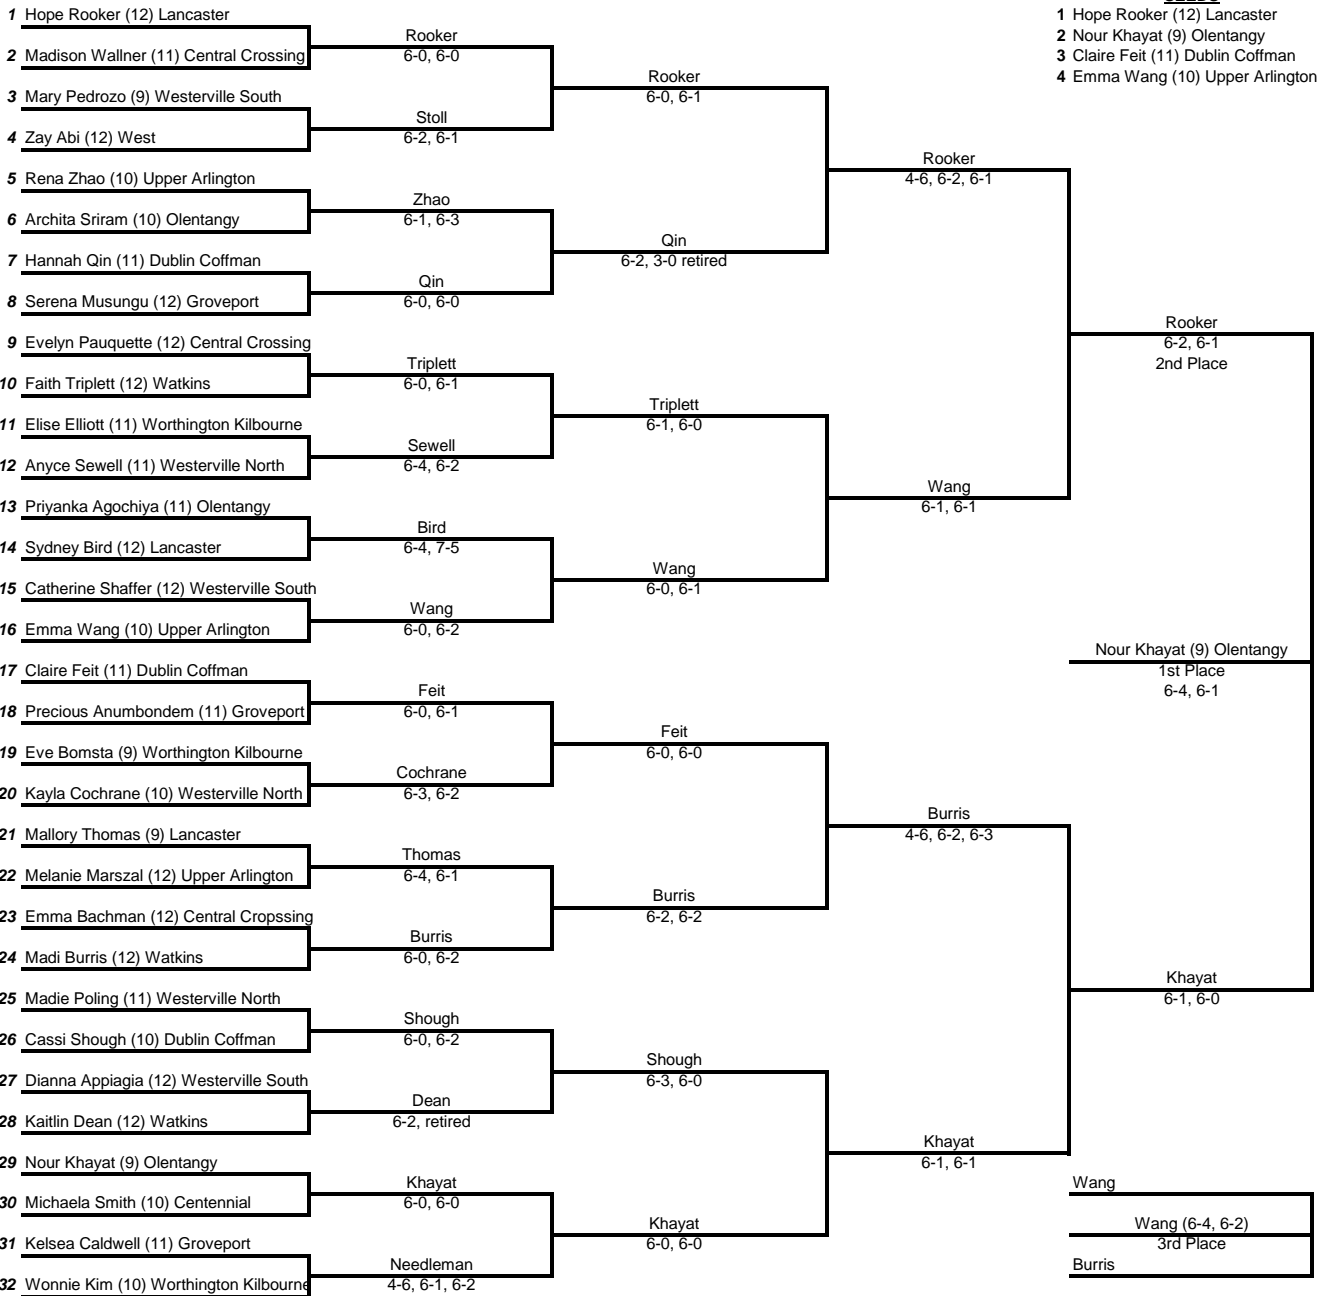 1 Hope Rooker (12) Lancaster
2 Madison Wallner (11) Central Crossing
3 Mary Pedrozo (9) Westerville South
4 Zay Abi (12) West
5 Rena Zhao (10) Upper Arlington
6 Archita Sriram (10) Olentangy
7 Hannah Qin (11) Dublin Coffman
8 Serena Musungu (12) Groveport
9 Evelyn Pauquette (12) Central Crossing
10 Faith Triplett (12) Watkins
11 Elise Elliott (11) Worthington Kilbourne
12 Anyce Sewell (11) Westerville North
13 Priyanka Agochiya (11) Olentangy
14 Sydney Bird (12) Lancaster
15 Catherine Shaffer (12) Westerville South
16 Emma Wang (10) Upper Arlington
17 Claire Feit (11) Dublin Coffman
18 Precious Anumbondem (11) Groveport
19 Eve Bomsta (9) Worthington Kilbourne
20 Kayla Cochrane (10) Westerville North
21 Mallory Thomas (9) Lancaster
22 Melanie Marszal (12) Upper Arlington
23 Emma Bachman (12) Central Cropssing
24 Madi Burris (12) Watkins
25 Madie Poling (11) Westerville North
26 Cassi Shough (10) Dublin Coffman
27 Dianna Appiagia (12) Westerville South
28 Kaitlin Dean (12) Watkins
29 Nour Khayat (9) Olentangy
30 Michaela Smith (10) Centennial
31 Kelsea Caldwell (11) Groveport
32 Wonnie Kim (10) Worthington Kilbourne
Rooker
6-0, 6-0
Stoll
6-2, 6-1
Zhao
6-1, 6-3
Qin
6-0, 6-0
Triplett
6-0, 6-1
Sewell
6-4, 6-2
Bird
6-4, 7-5
Wang
6-0, 6-2
Feit
6-0, 6-1
Cochrane
6-3, 6-2
Thomas
6-4, 6-1
Burris
6-0, 6-2
Shough
6-0, 6-2
Dean
6-2, retired
Khayat
6-0, 6-0
Needleman
4-6, 6-1, 6-2
Rooker
6-0, 6-1
Qin
6-2, 3-0 retired
Triplett
6-1, 6-0
Wang
6-0, 6-1
Feit
6-0, 6-0
Burris
6-2, 6-2
Shough
6-3, 6-0
Khayat
6-0, 6-0
Rooker
4-6, 6-2, 6-1
Wang
6-1, 6-1
Burris
4-6, 6-2, 6-3
Khayat
6-1, 6-1
1 Hope Rooker (12) Lancaster
2 Nour Khayat (9) Olentangy
3 Claire Feit (11) Dublin Coffman
4 Emma Wang (10) Upper Arlington
Rooker
6-2, 6-1
2nd Place
Nour Khayat (9) Olentangy
1st Place
6-4, 6-1
Khayat
6-1, 6-0
Wang
Wang (6-4, 6-2)
3rd Place
Burris